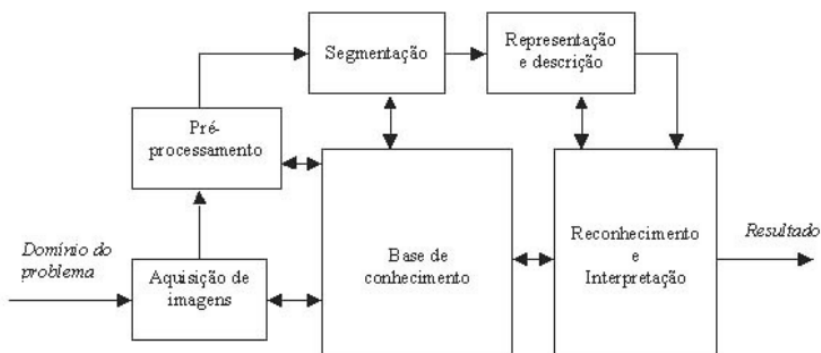 Segmentação
Representação
e descrição
Pré-
processamento
Domínio do
problema
Aquisição de
imagens
Base de
conhecimento
Reconhecimento
e
Interpretação
Resultado